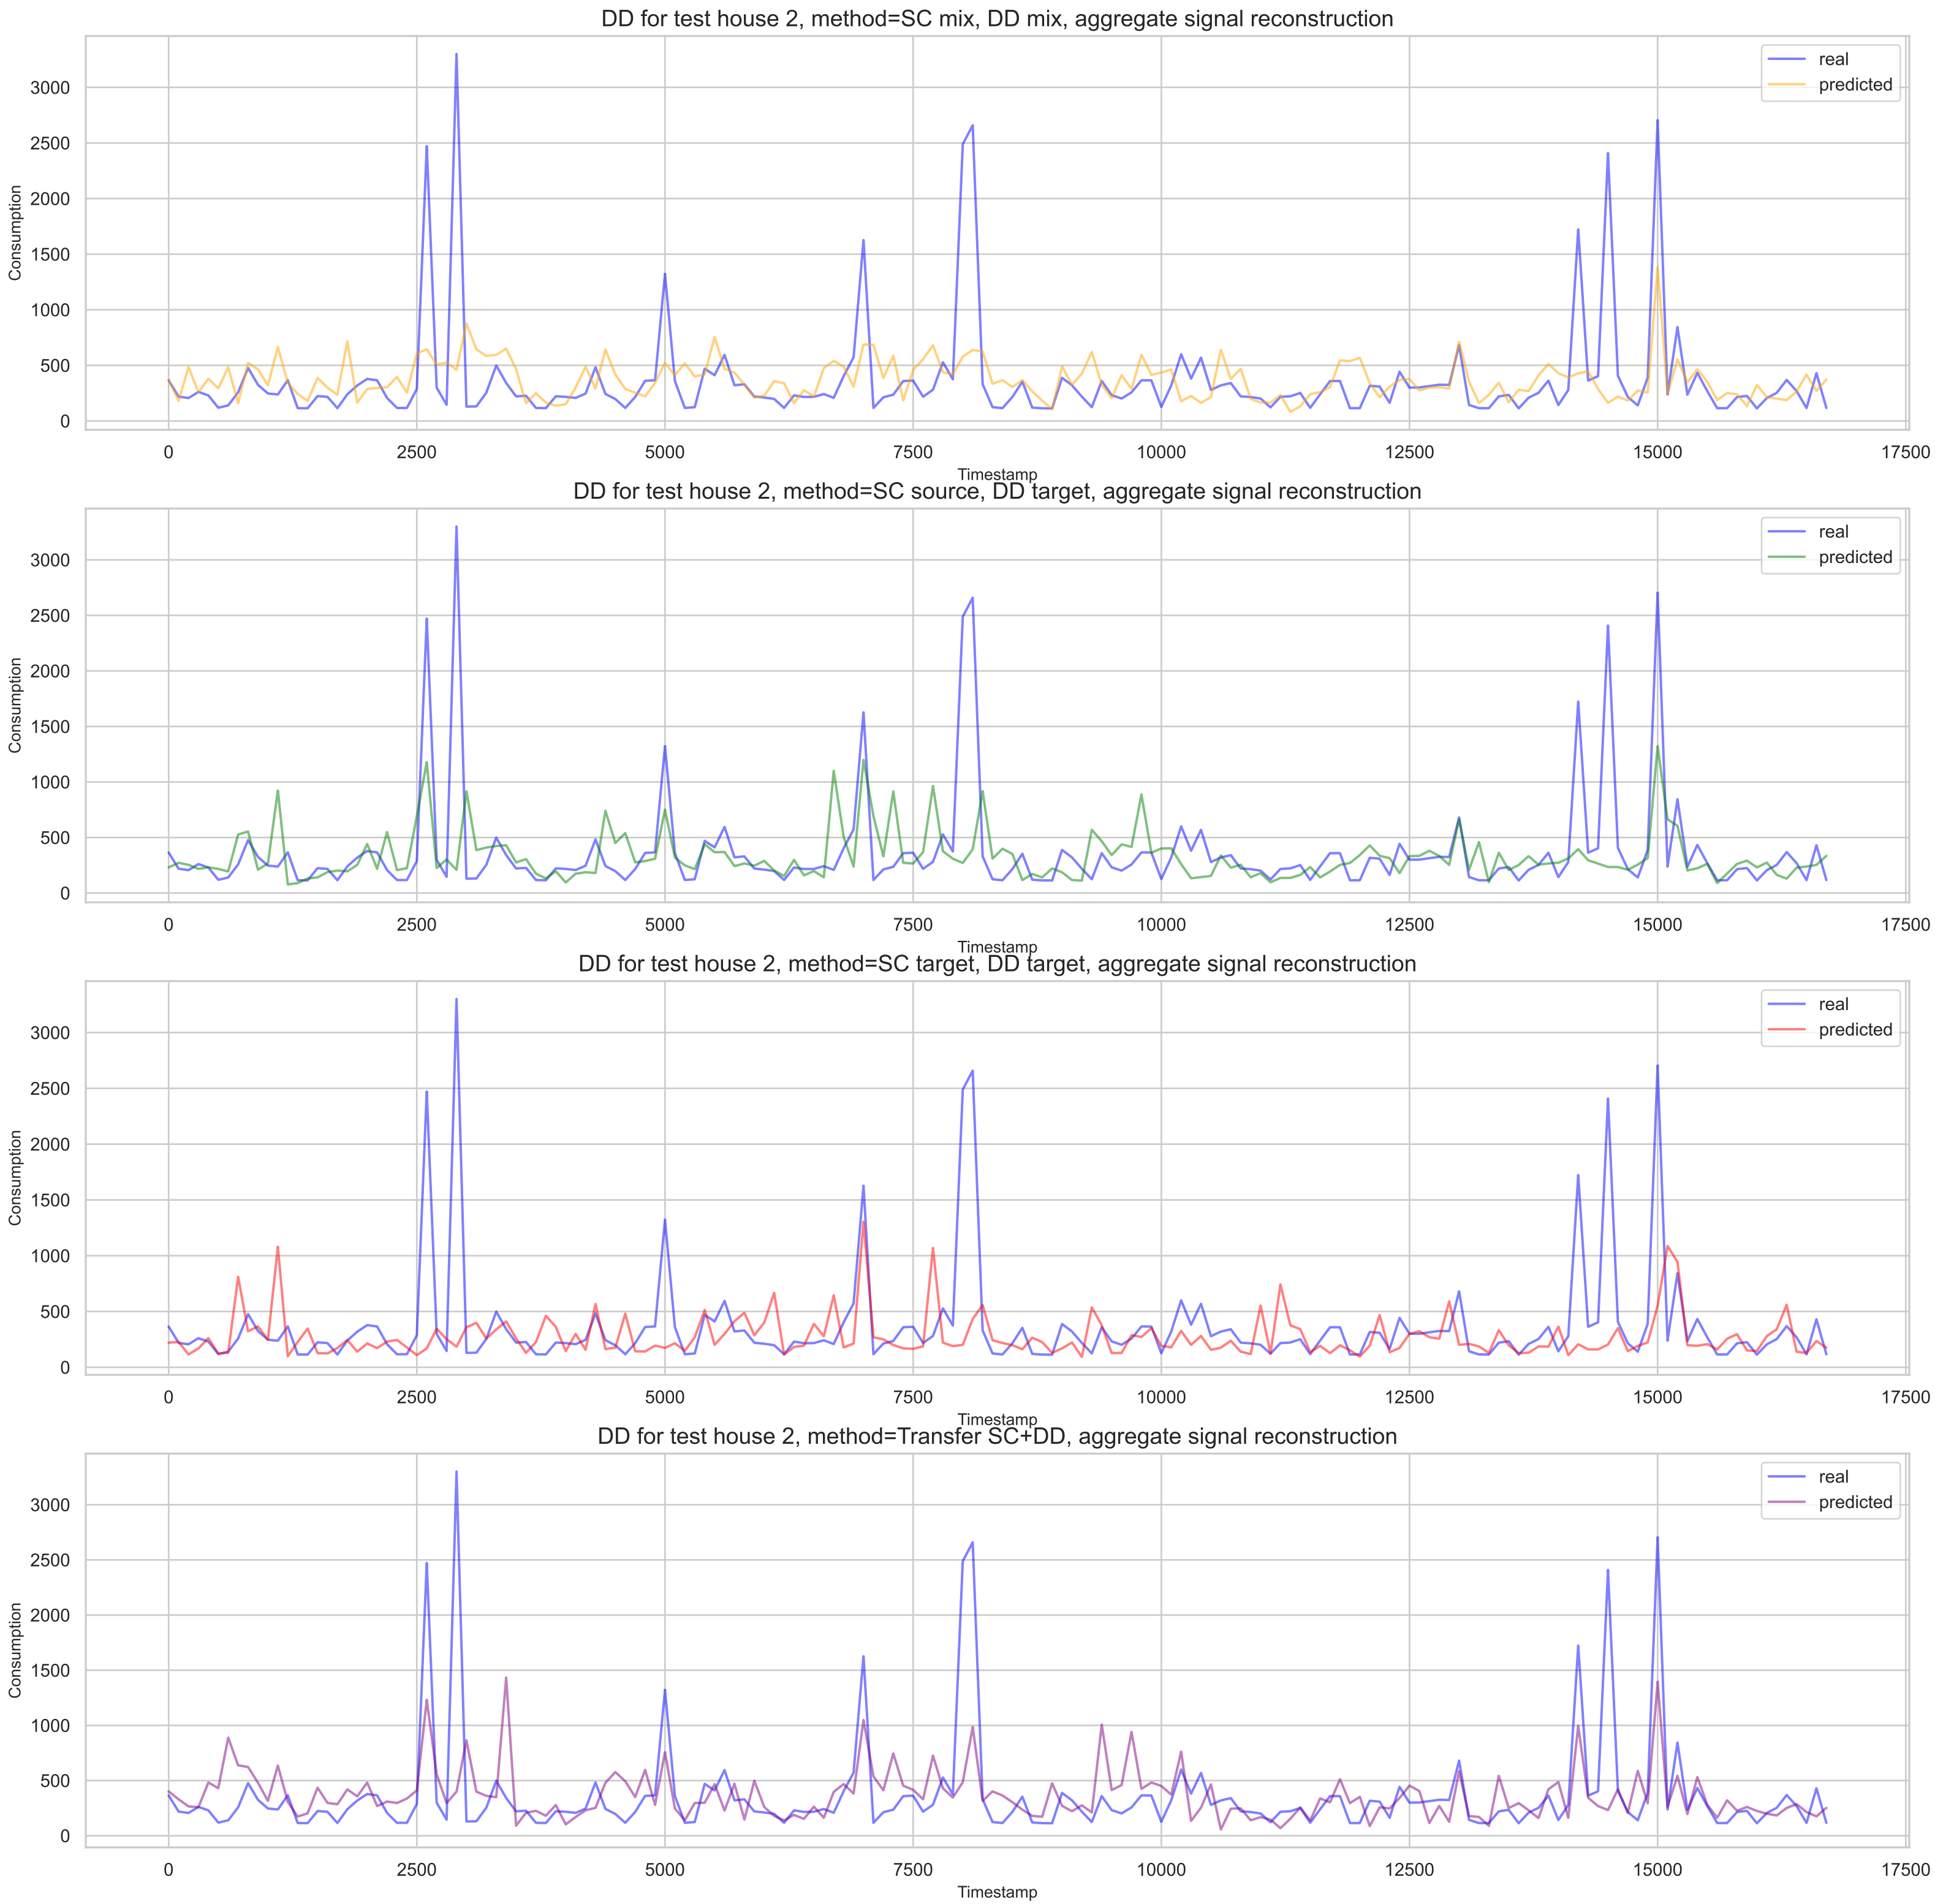 DD for test house 2, method=SC mix, DD mix, aggregate signal reconstruction
real
predicted
Consumption
3000
2500
2000
1500
1000
500
0
0 2500 5000 7500 10000 12500 15000 17500
Timestamp
DD for test house 2, method=SC source, DD target, aggregate signal reconstruction
real
predicted
Consumption
3000
2500
2000
1500
1000
500
0
0 2500 5000 7500 10000 12500 15000 17500
Timestamp
DD for test house 2, method=SC target, DD target, aggregate signal reconstruction
real
predicted
Consumption
3000
2500
2000
1500
1000
500
0
0 2500 5000 7500 10000 12500 15000 17500
Timestamp
DD for test house 2, method=Transfer SC+DD, aggregate signal reconstruction
real
predicted
Consumption
3000
2500
2000
1500
1000
500
0
0 2500 5000 7500 10000 12500 15000 17500
Timestamp